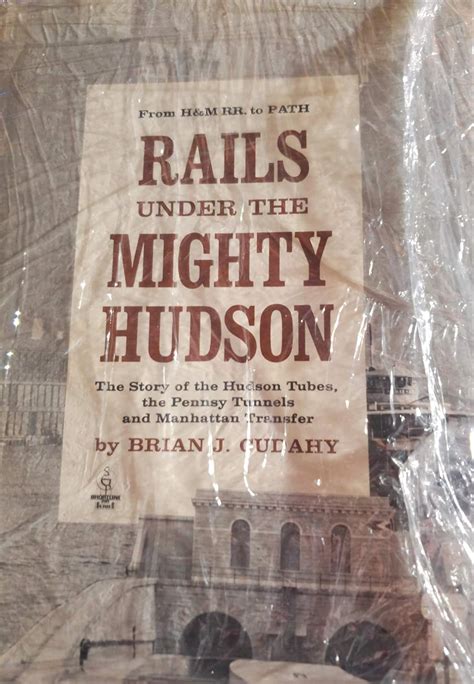 From H&M RR. to PATH
RAILS
UNDER THE
MIGHTY
HUDSON
The Story of the Hudson Tubes,
the Pennsy Tunnels
and Manhattan Transfer
by BRIAN J. CUDAHY